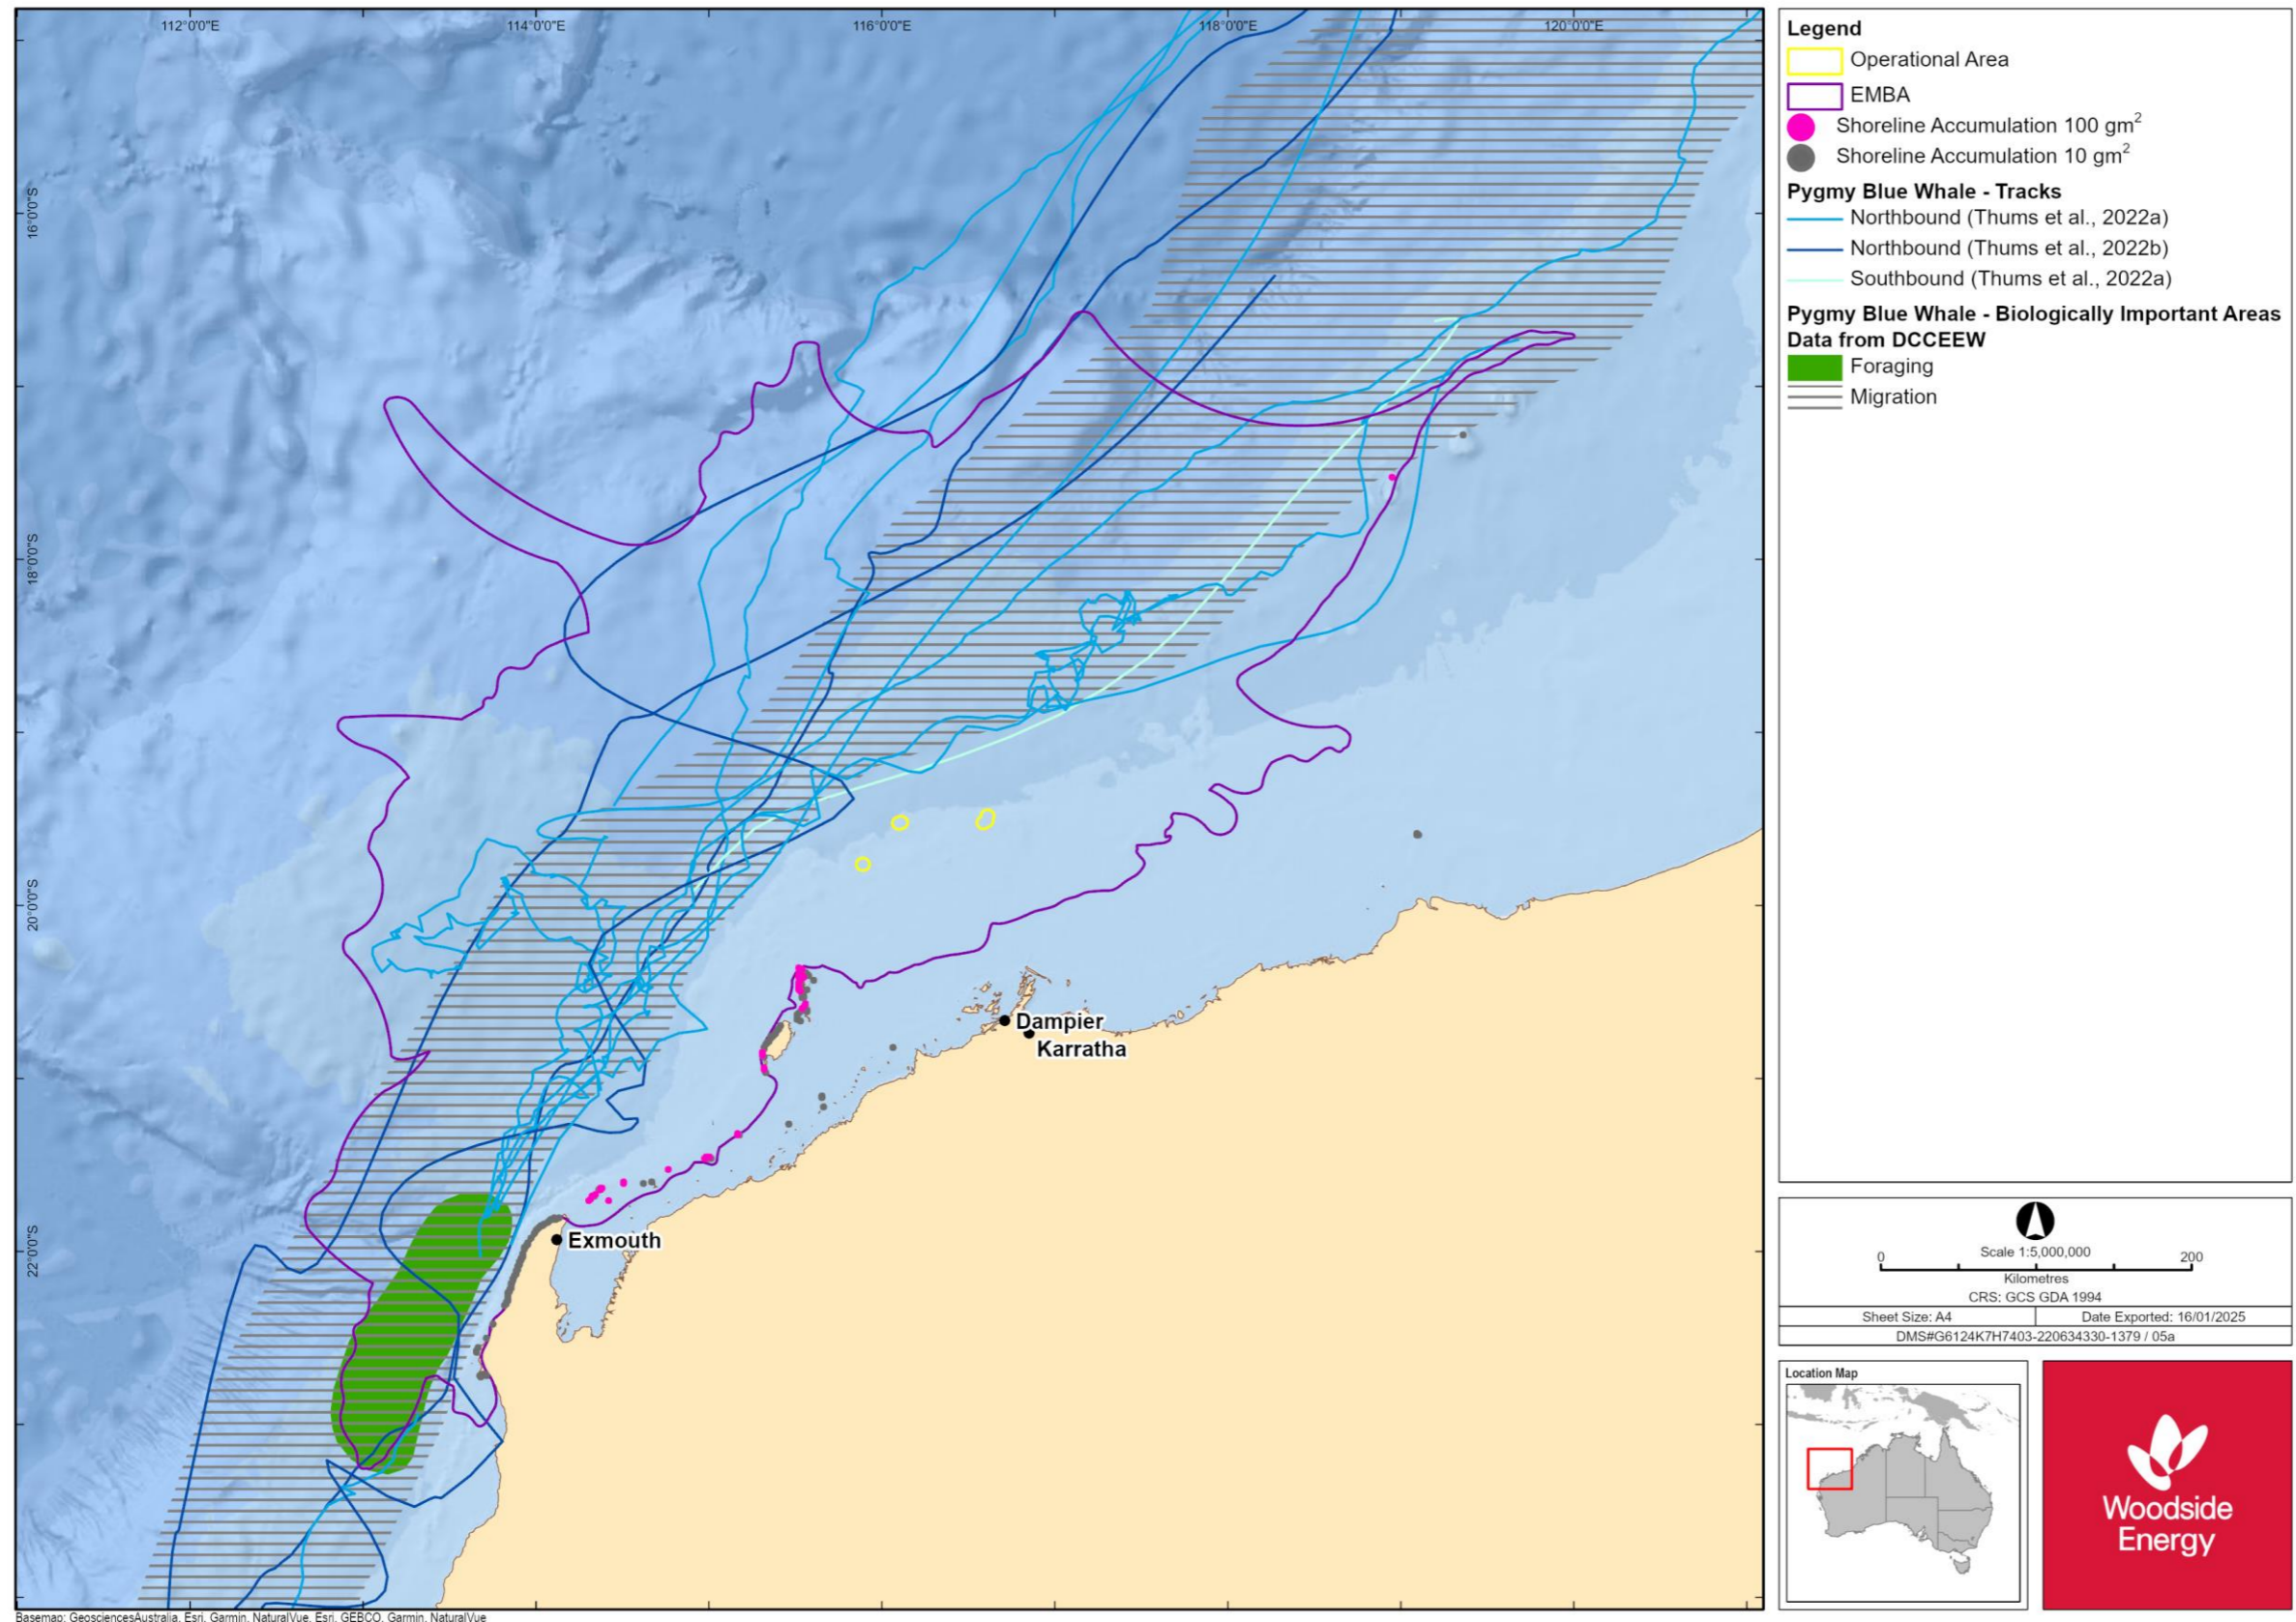 112°0'0"E
114°0'0"E
116°0'0"E
118°0'0"E
120°0'0"E
16°0'0"S
18°0'0"S
20°0'0"S
22°0'0"S
Dampier
Karratha
Exmouth
Basemap: GeosciencesAustralia, Esri, Garmin, NaturalVue, Esri, GEBCO, Garmin, NaturalVue
Legend
Operational Area
EMBA
Shoreline Accumulation 100 gm²
Shoreline Accumulation 10 gm²
Pygmy Blue Whale - Tracks
Northbound (Thums et al., 2022a)
Northbound (Thums et al., 2022b)
Southbound (Thums et al., 2022a)
Pygmy Blue Whale - Biologically Important Areas
Data from DCCEEW
Foraging
Migration
Scale 1:5,000,000
0 200
Kilometres
CRS: GCS GDA 1994
Sheet Size: A4 Date Exported: 16/01/2025
DMS#G6124K7H7403-220634330-1379 / 05a
Location Map
Woodside
Energy